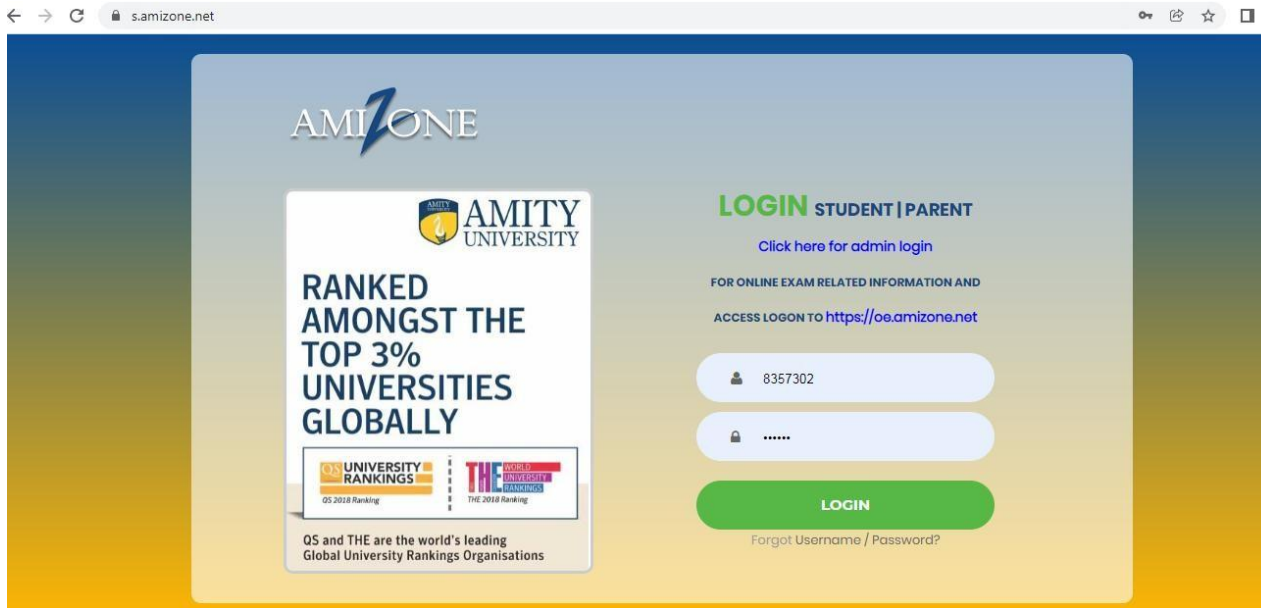 s.amizone.net
AMIZONE
AMITY
UNIVERSITY
RANKED
AMONGST THE
TOP 3%
UNIVERSITIES
GLOBALLY
QS UNIVERSITY
RANKINGS
QS 2018 Ranking
THE WORLD
UNIVERSITY
RANKINGS
THE 2018 Ranking
QS and THE are the world's leading
Global University Rankings Organisations
LOGIN STUDENT | PARENT
Click here for admin login
FOR ONLINE EXAM RELATED INFORMATION AND
ACCESS LOGON TO https://oe.amizone.net
8357302
••••••
LOGIN
Forgot Username / Password?